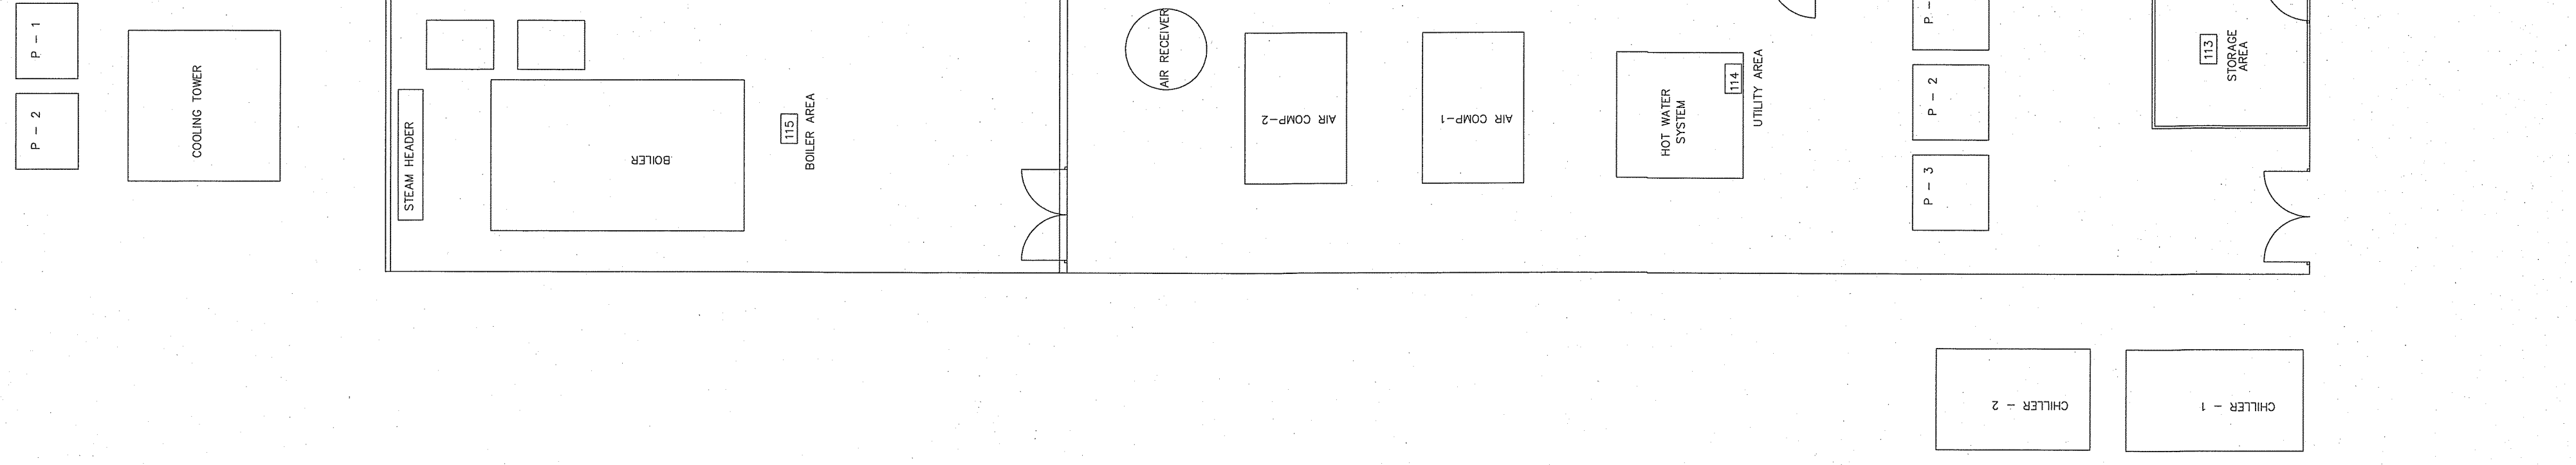 P - 1
P - 2
COOLING TOWER
STEAM HEADER
BOILER
115
BOILER AREA
AIR RECEIVER
AIR COMP-2
AIR COMP-1
HOT WATER
SYSTEM
114
UTILITY AREA
P -
P - 2
P - 3
113
STORAGE
AREA
CHILLER - 2
CHILLER - 1